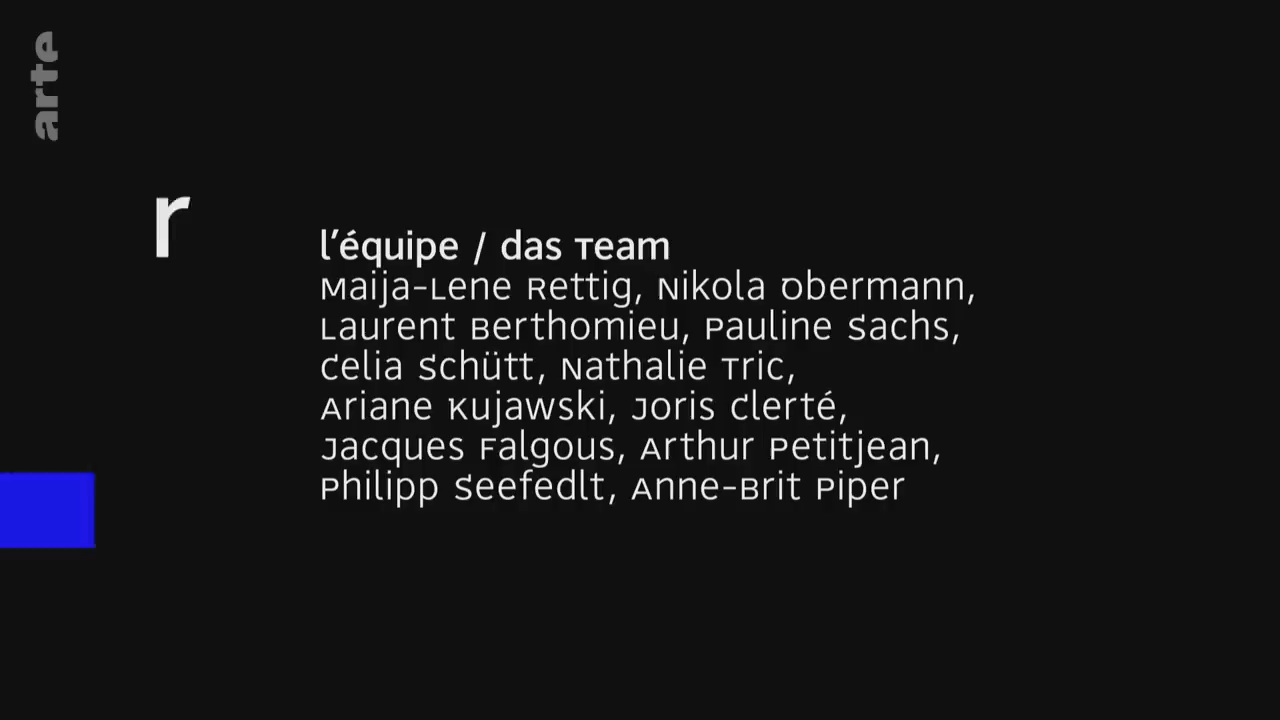 arte
r
l'équipe / das Team
Maija-Lene Rettig, Nikola Obermann,
Laurent Berthomieu, Pauline Sachs,
Celia Schütt, Nathalie Tric,
Ariane Kujawski, Joris Clerté,
Jacques Falgous, Arthur Petitjean,
Philipp Seefedlt, Anne-Brit Piper